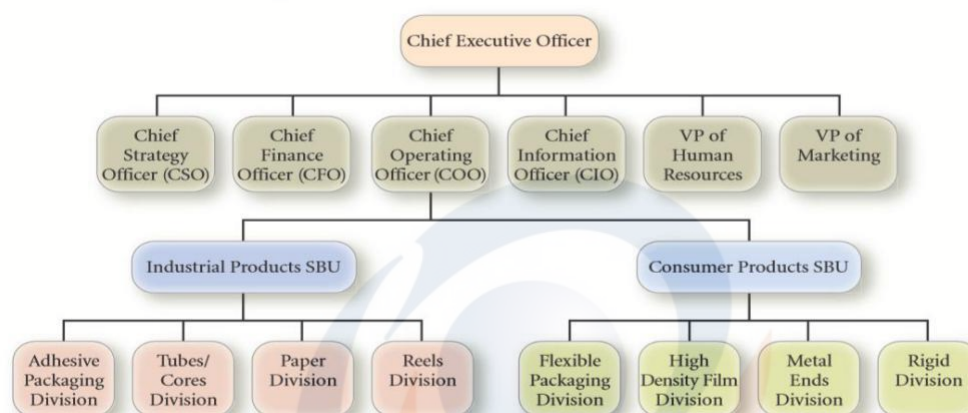 Chief Executive Officer
Chief
Strategy
Officer (CSO)
Chief
Finance
Officer (CFO)
Chief
Operating
Officer (COO)
Chief
Information
Officer (CIO)
VP of
Human
Resources
VP of
Marketing
Industrial Products SBU
Consumer Products SBU
Adhesive
Packaging
Division
Tubes/
Cores
Division
Paper
Division
Reels
Division
Flexible
Packaging
Division
High
Density Film
Division
Metal
Ends
Division
Rigid
Division